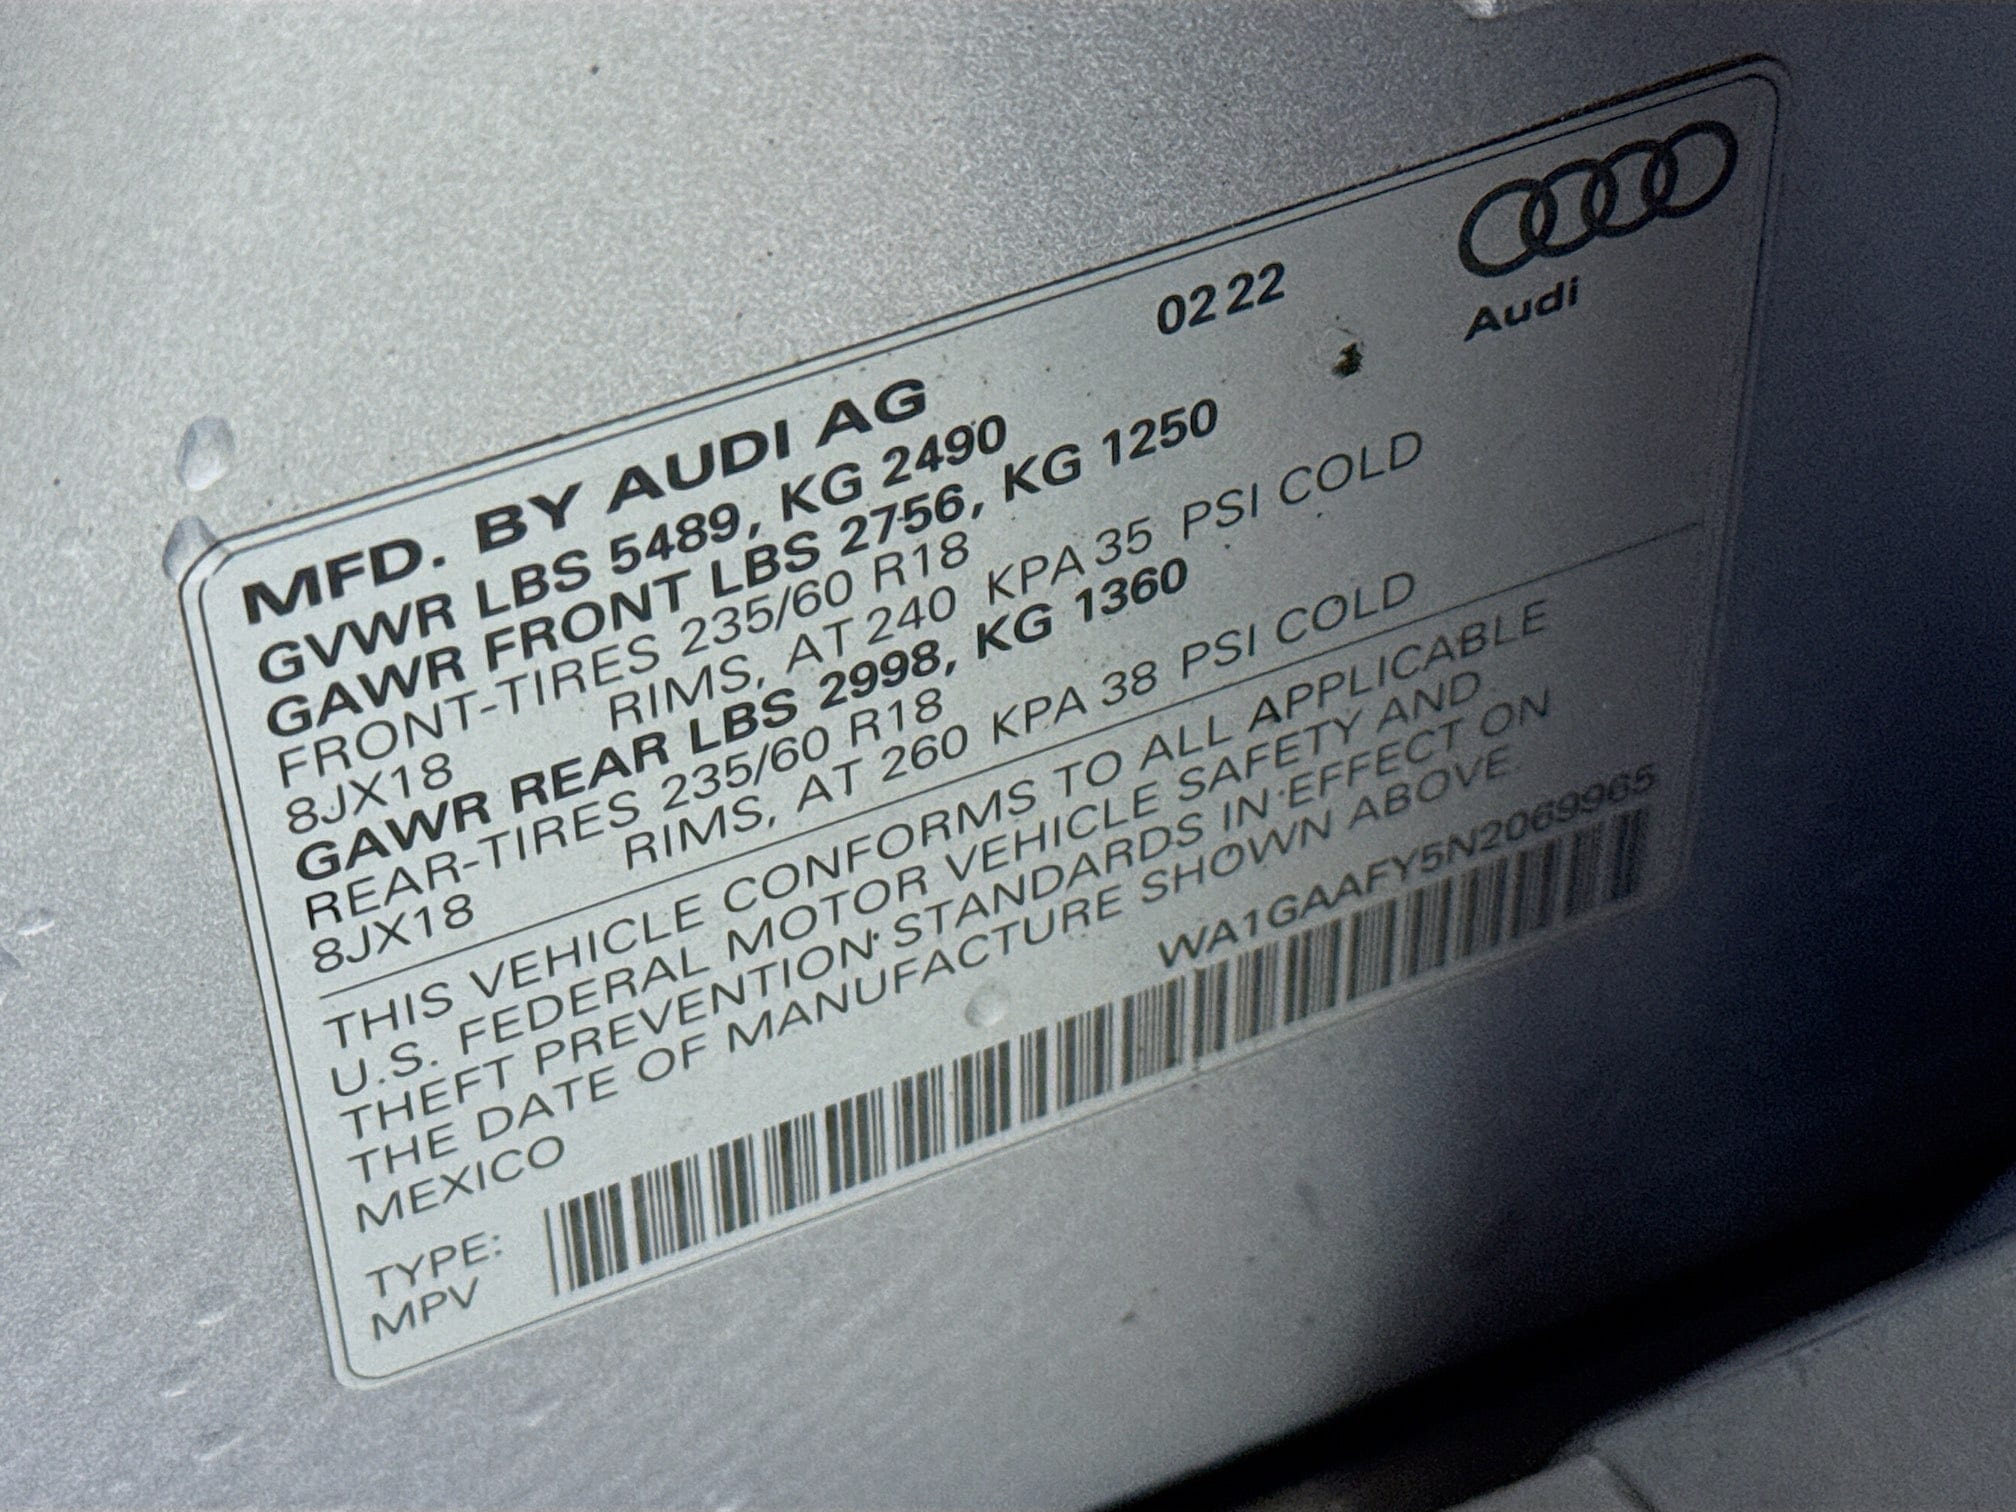 0222
Audi
MFD. BY AUDI AG
GVWR LBS 5489, KG 2490
GAWR FRONT LBS 2756, KG 1250
FRONT-TIRES 235/60 R18
8JX18 RIMS, AT 240 KPA 35 PSI COLD
GAWR REAR LBS 2998, KG 1360
REAR-TIRES 235/60 R18
8JX18 RIMS, AT 260 KPA 38 PSI COLD
THIS VEHICLE CONFORMS TO ALL APPLICABLE
U.S. FEDERAL MOTOR VEHICLE SAFETY AND
THEFT PREVENTION STANDARDS IN EFFECT ON
THE DATE OF MANUFACTURE SHOWN ABOVE.
MEXICO
WA1GAAFY5N2069965
TYPE:
MPV